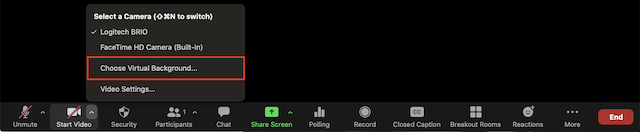 Select a Camera (⇧⌘N to switch)
✓ Logitech BRIO
FaceTime HD Camera (Built-in)
Choose Virtual Background...
Video Settings...
Unmute Start Video Security Participants 1 Chat Share Screen Polling Record CC Closed Caption Breakout Rooms Reactions More End